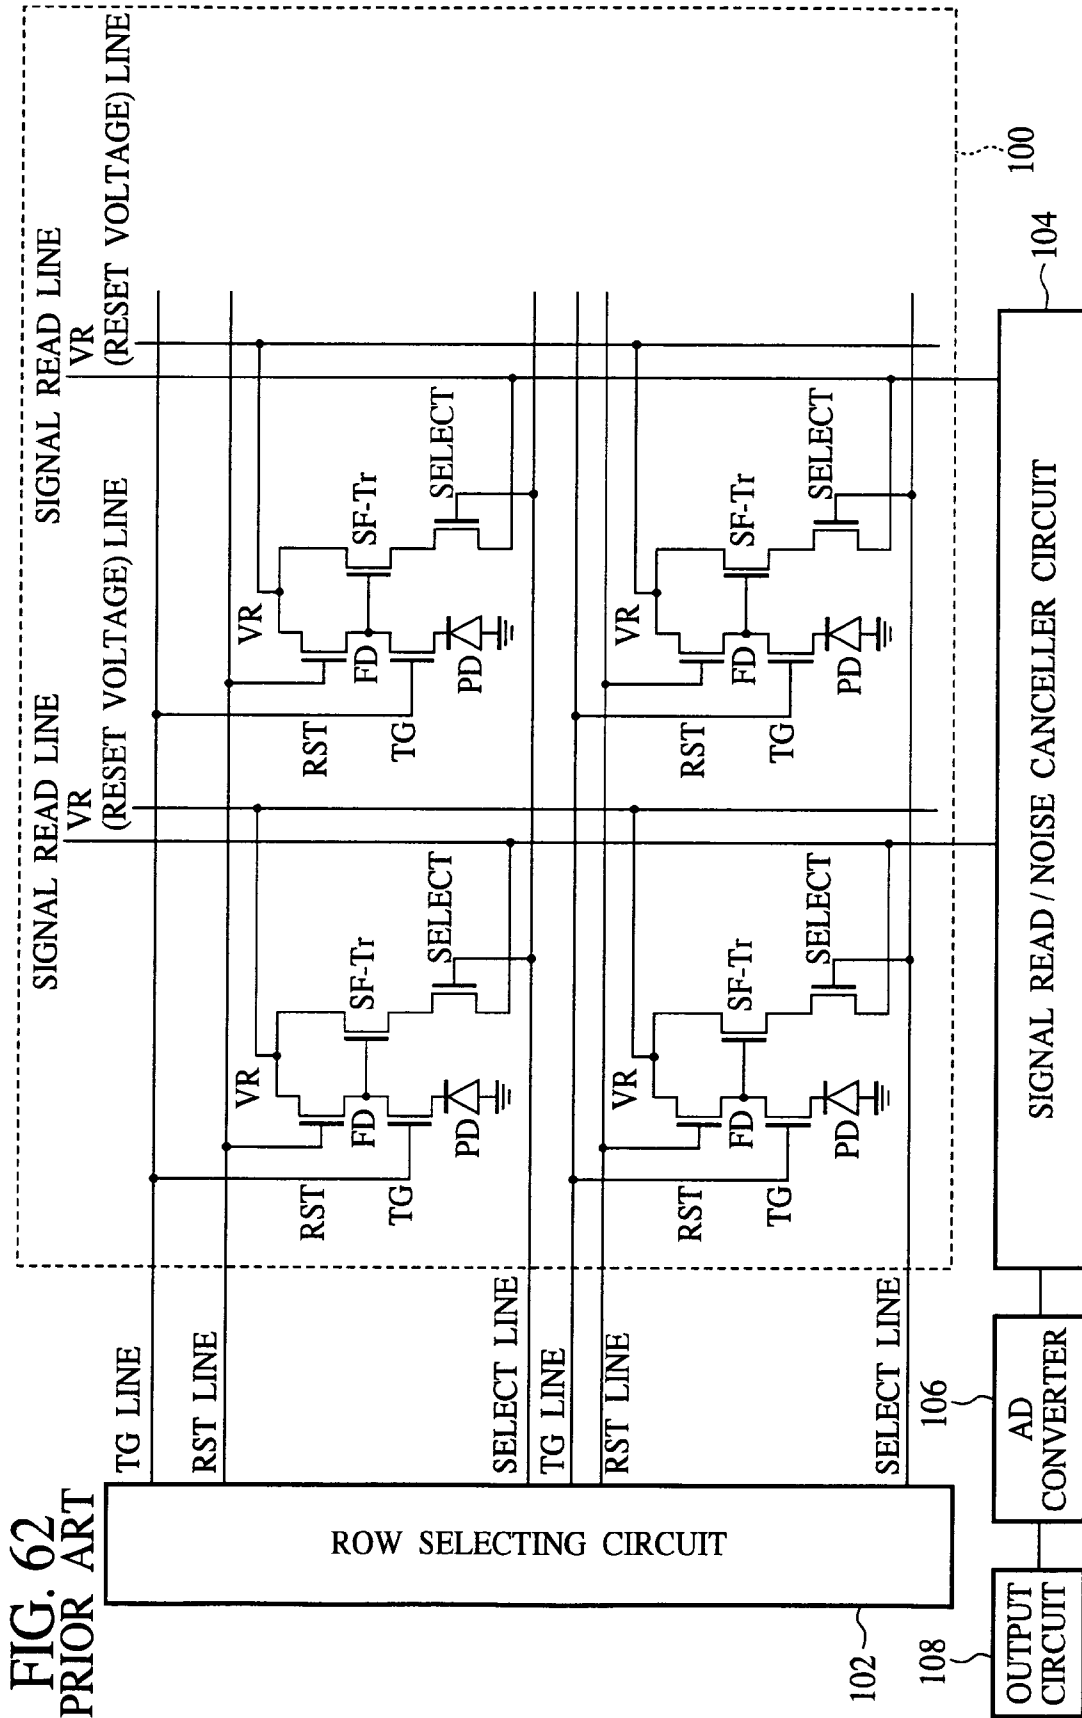 FIG. 62
PRIOR ART
SIGNAL READ LINE
VR
(RESET VOLTAGE) LINE
SIGNAL READ LINE
VR
(RESET VOLTAGE) LINE
TG LINE
RST LINE
VR
SF-Tr
RST
FD
SELECT
TG
PD
VR
SF-Tr
RST
FD
SELECT
TG
PD
SELECT LINE
TG LINE
RST LINE
VR
SF-Tr
RST
FD
SELECT
TG
PD
VR
SF-Tr
RST
FD
SELECT
TG
PD
SELECT LINE
ROW SELECTING CIRCUIT
102
100
108
OUTPUT
CIRCUIT
106
AD
CONVERTER
104
SIGNAL READ / NOISE CANCELLER CIRCUIT